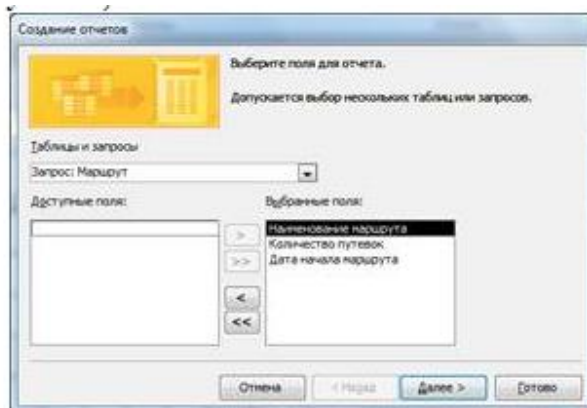 Создание отчетов
Выберите поля для отчета.
Допускается выбор нескольких таблиц или запросов.
Таблицы и запросы
Запрос: Маршрут
Доступные поля:
Выбранные поля:
Наименование маршрута
Количество путевок
Дата начала маршрута
>
>>
<
<<
Отмена
< Назад
Далее >
Готово